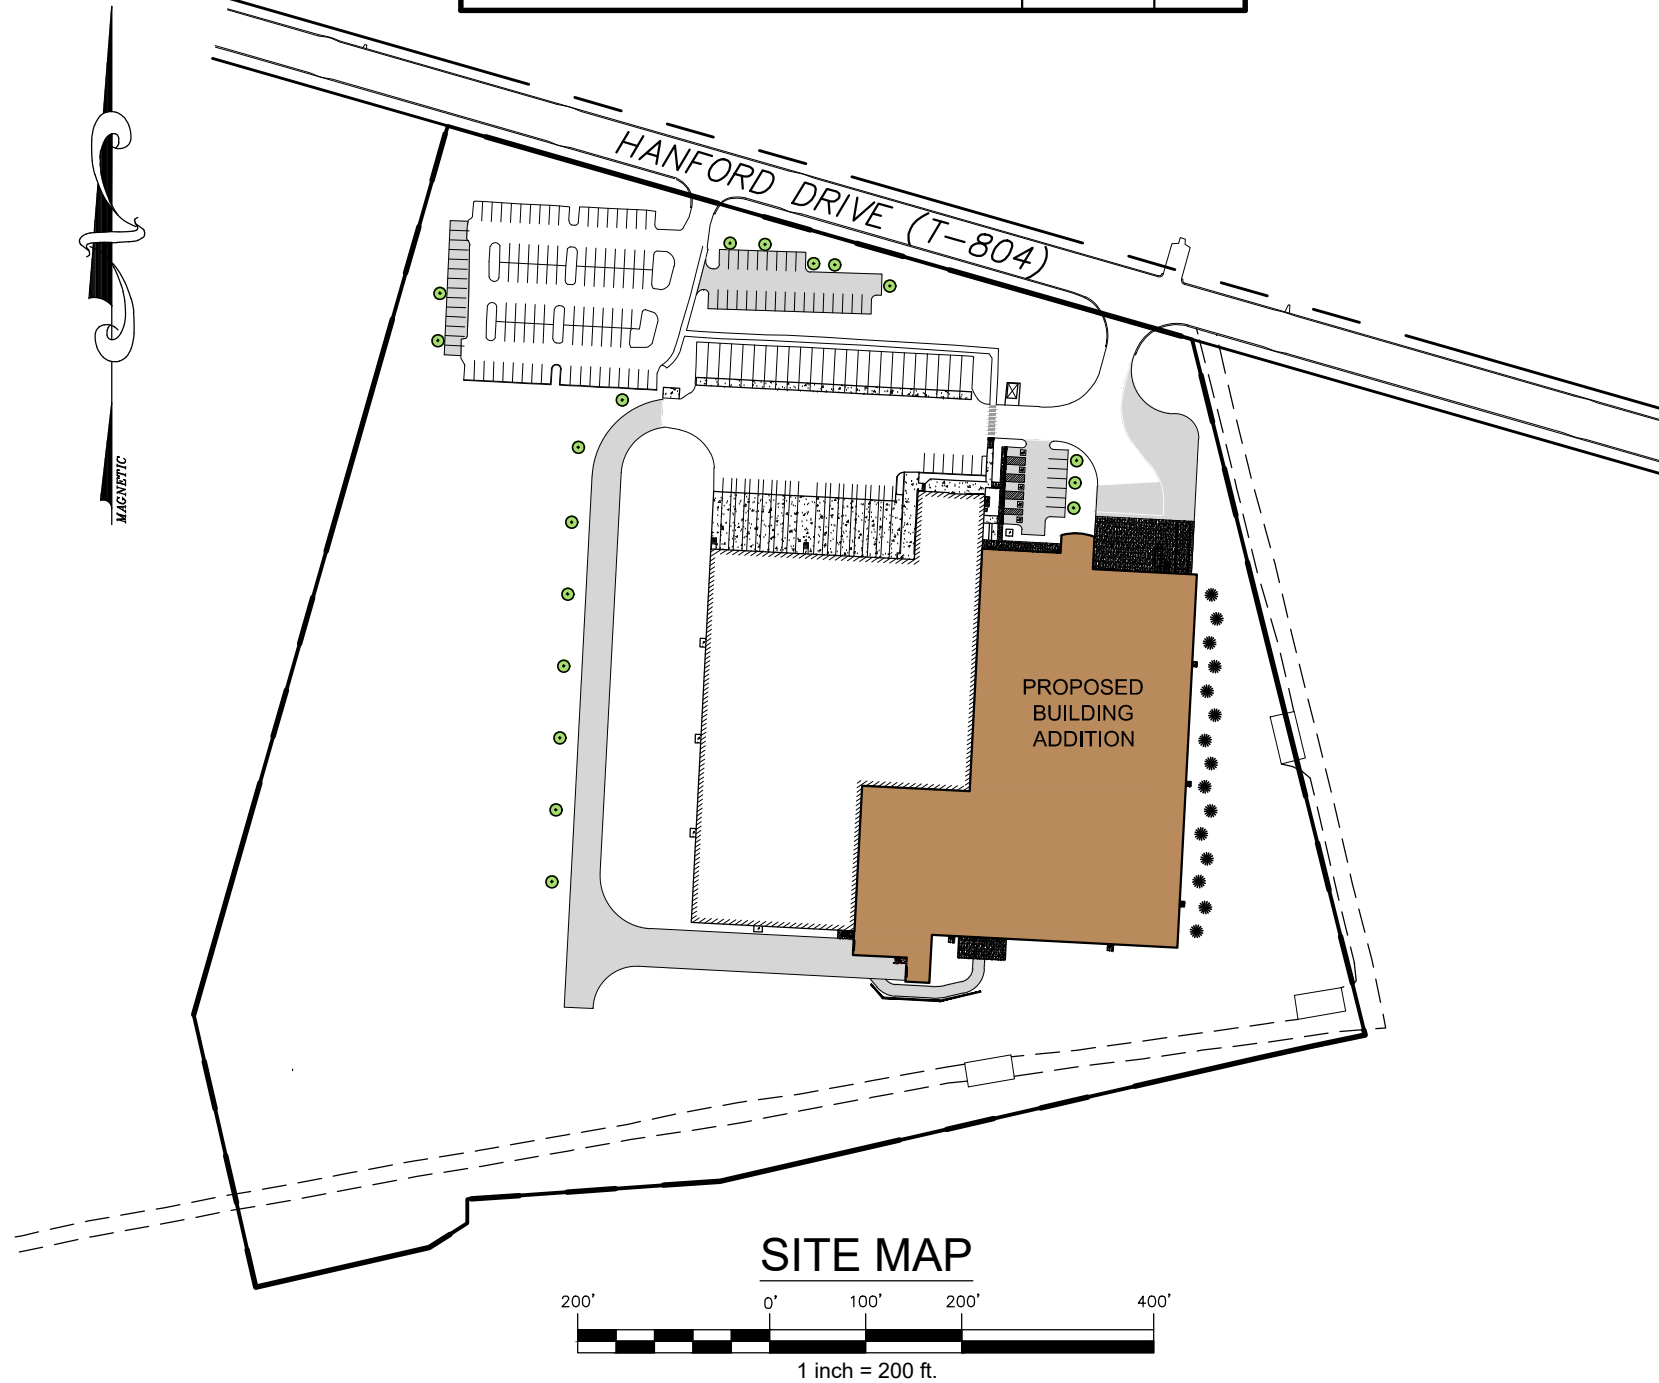 HANFORD DRIVE (T-804)
MAGNETIC
PROPOSED
BUILDING
ADDITION
SITE MAP
200' 0' 100' 200' 400'
1 inch = 200 ft.